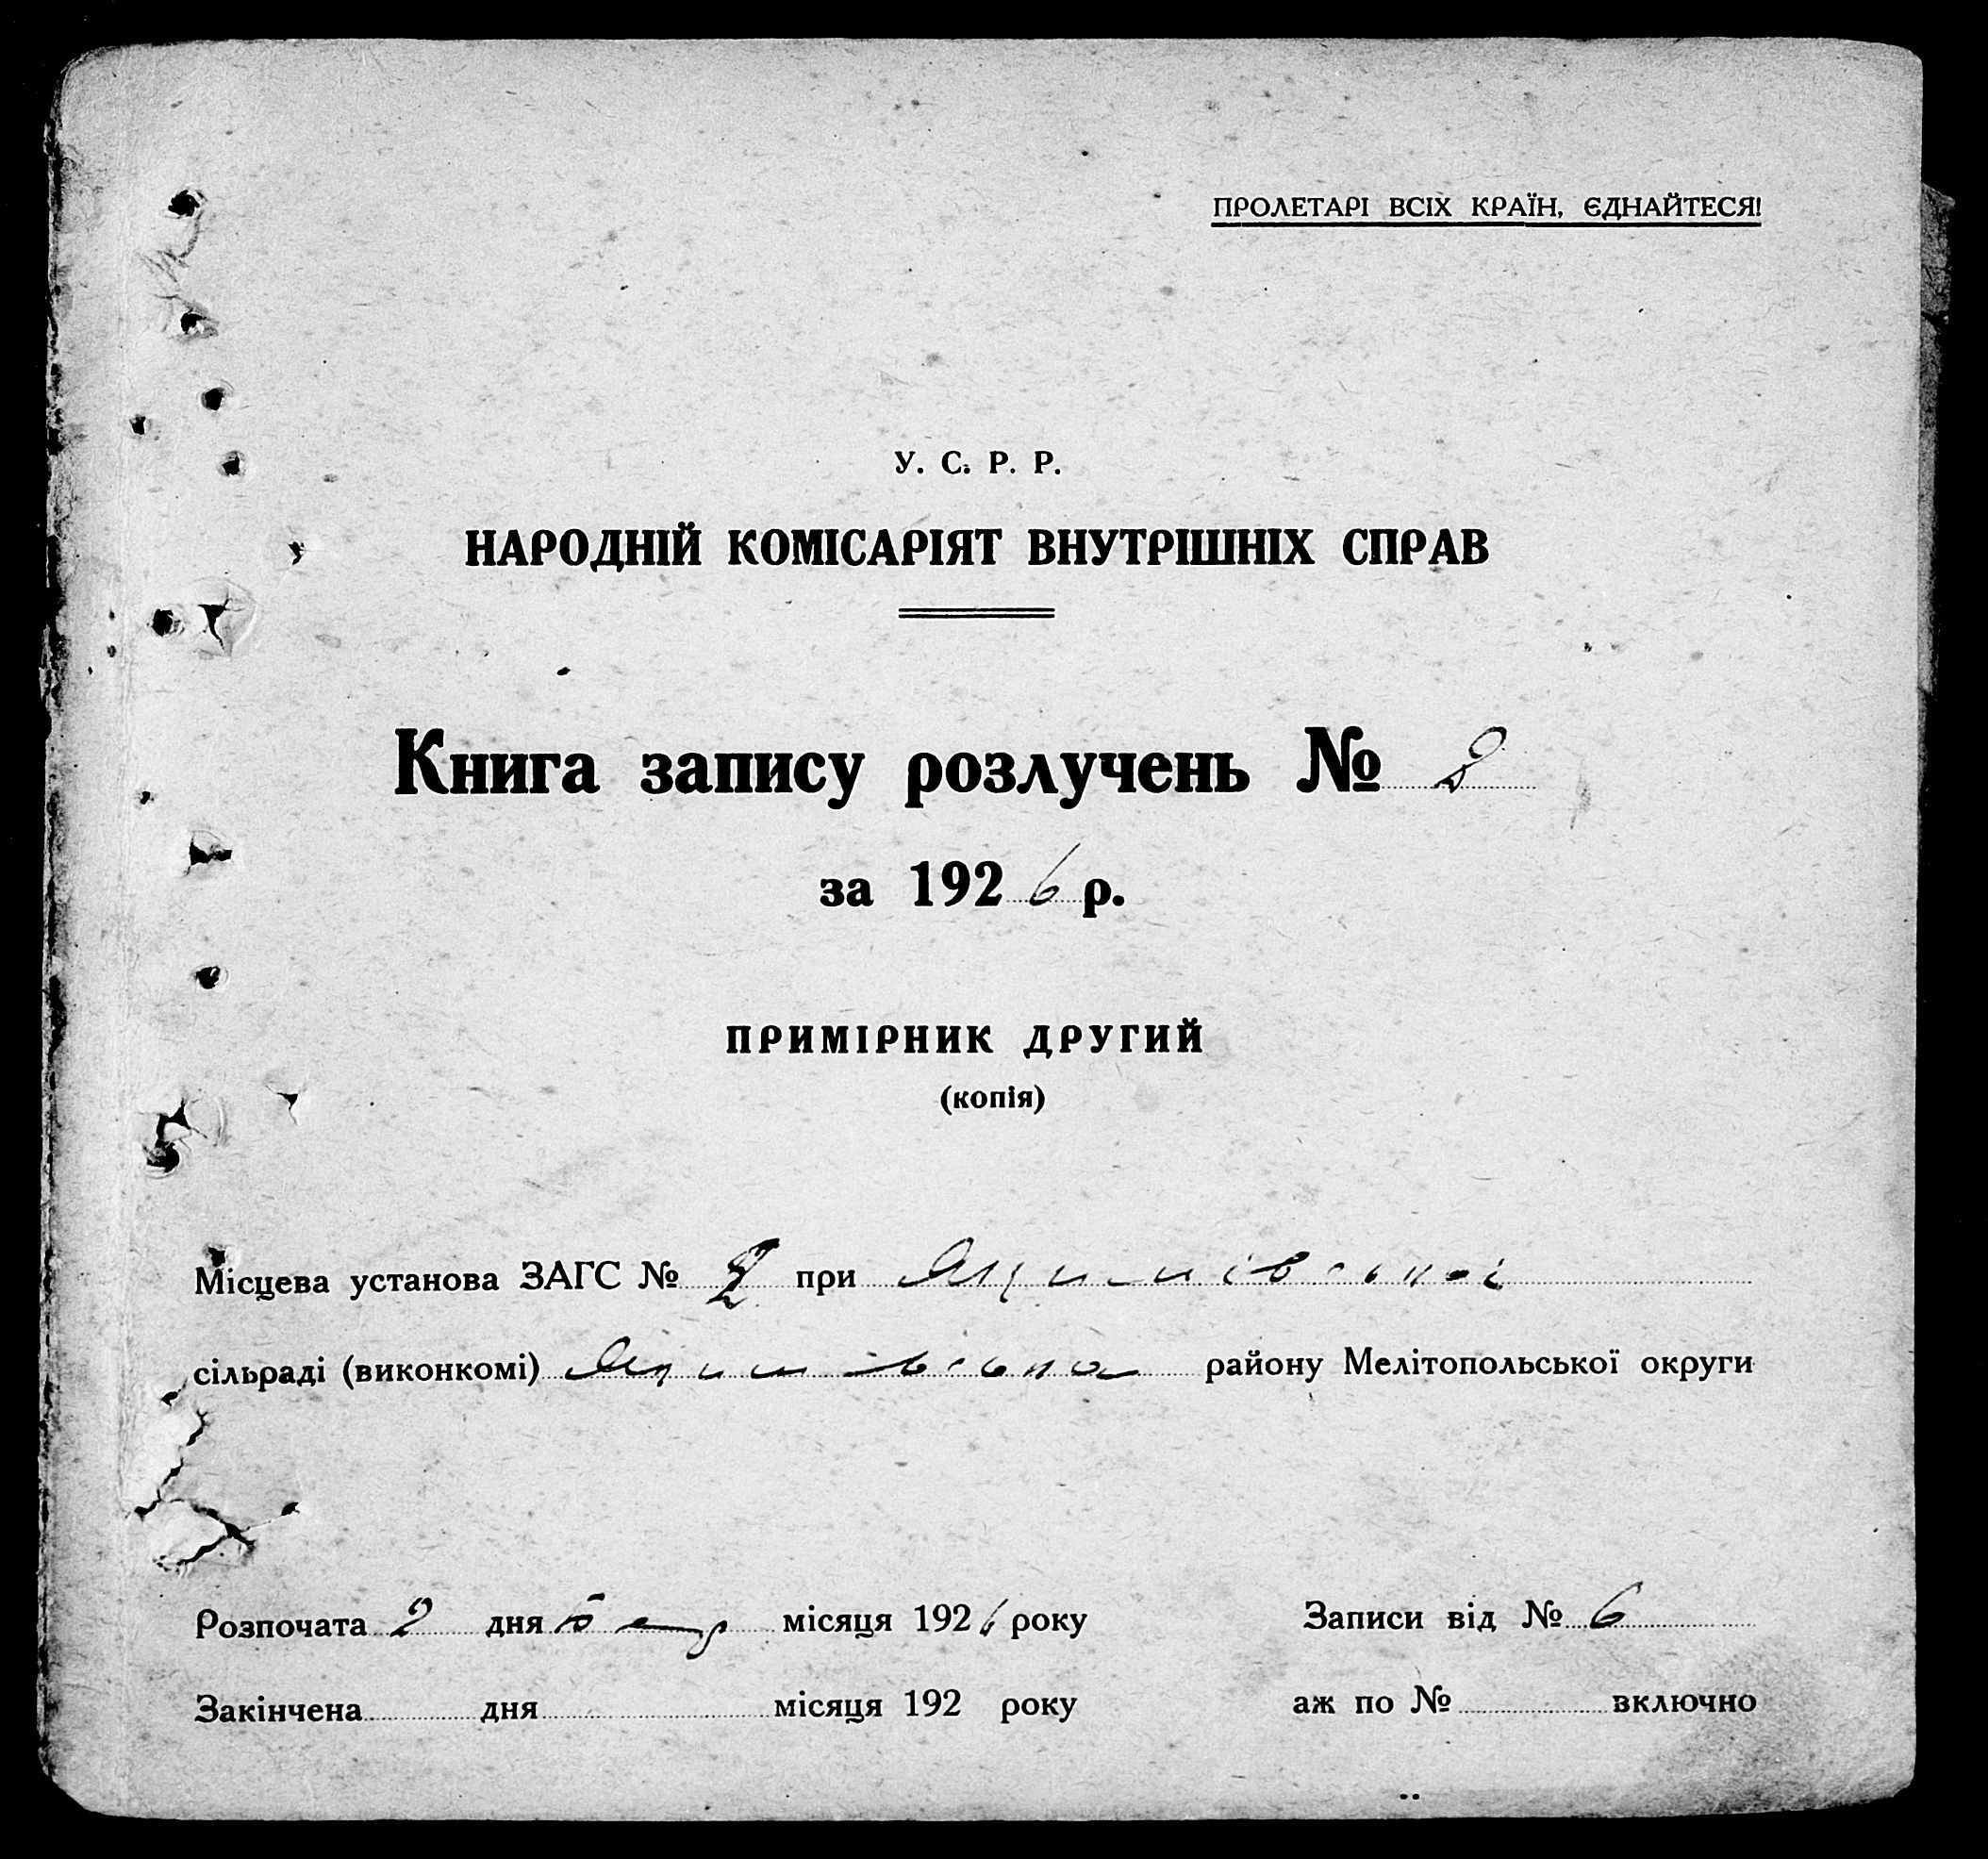 ПРОЛЕТАРІ ВСІХ КРАЇН, ЄДНАЙТЕСЯ!
У. С. Р. Р.
НАРОДНІЙ КОМІСАРІЯТ ВНУТРІШНІХ СПРАВ
Книга запису розлучень № 2
за 1926 р.
ПРИМІРНИК ДРУГИЙ
(копія)
Місцева установа ЗАГС № 2 при
сільраді (виконкомі) району Мелітопольської округи
Розпочата 2 дня місяця 1926 року
Записи від № 6
Закінчена дня місяця 192 року
аж по № включно